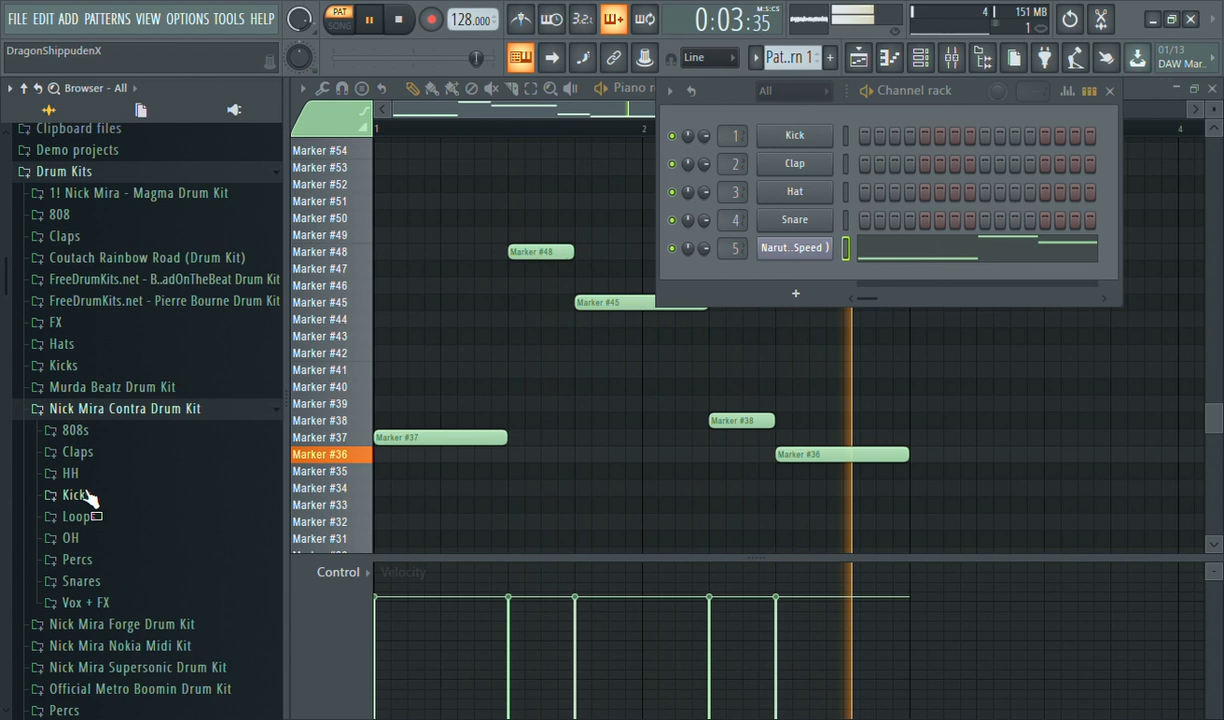 FILE EDIT PATTERNS VIEW OPTIONS TOOLS HELP
PAT
SONG
128.000
3.2
0:03:35
M:S:CS
4
151 MB
1
DragonShippudenX
Line
Pat..rn 1
+
01/13
DAW Mar..
Browser - All
Piano r
Clipboard files
Demo projects
Drum Kits
1! Nick Mira - Magma Drum Kit
808
Claps
Coutach Rainbow Road (Drum Kit)
FreeDrumKits.net - B..adOnTheBeat Drum Kit
FreeDrumKits.net - Pierre Bourne Drum Kit
FX
Hats
Kicks
Murda Beatz Drum Kit
Nick Mira Contra Drum Kit
808s
Claps
HH
Kick
Loop
OH
Percs
Snares
Vox + FX
Nick Mira Forge Drum Kit
Nick Mira Nokia Midi Kit
Nick Mira Supersonic Drum Kit
Official Metro Boomin Drum Kit
Percs
1
2
4
Marker #54
Marker #53
Marker #52
Marker #51
Marker #50
Marker #49
Marker #48
Marker #47
Marker #46
Marker #45
Marker #44
Marker #43
Marker #42
Marker #41
Marker #40
Marker #39
Marker #38
Marker #37
Marker #36
Marker #35
Marker #34
Marker #33
Marker #32
Marker #31
Marker #48
Marker #45
Marker #38
Marker #37
Marker #36
All
Channel rack
1
Kick
2
Clap
3
Hat
4
Snare
5
Narut..Speed )
+
Control
Velocity